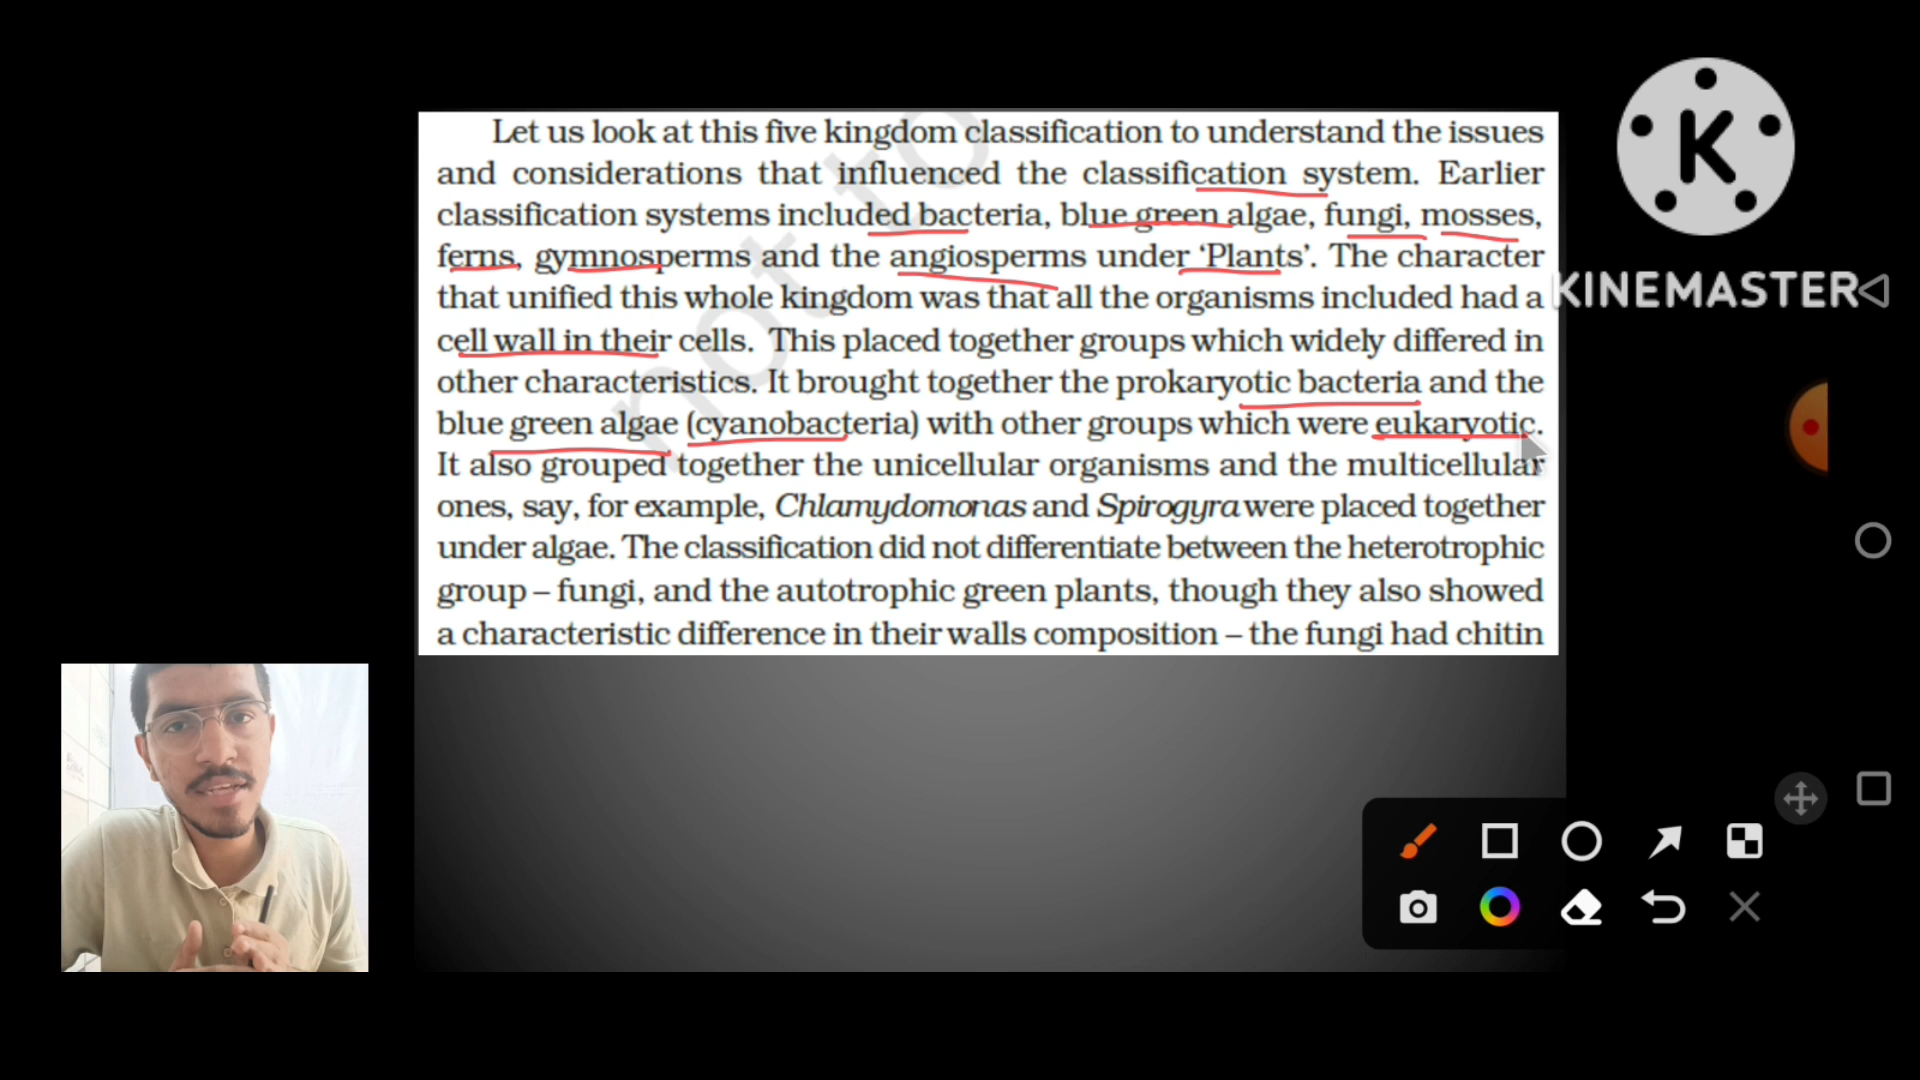 Let us look at this five kingdom classification to understand the issues
and considerations that influenced the classification system. Earlier
classification systems included bacteria, blue green algae, fungi, mosses,
ferns, gymnosperms and the angiosperms under ‘Plants’. The character
that unified this whole kingdom was that all the organisms included had a
cell wall in their cells. This placed together groups which widely differed in
other characteristics. It brought together the prokaryotic bacteria and the
blue green algae (cyanobacteria) with other groups which were eukaryotic.
It also grouped together the unicellular organisms and the multicellular
ones, say, for example, Chlamydomonas and Spirogyra were placed together
under algae. The classification did not differentiate between the heterotrophic
group – fungi, and the autotrophic green plants, though they also showed
a characteristic difference in their walls composition – the fungi had chitin
not to
K
KINEMASTER